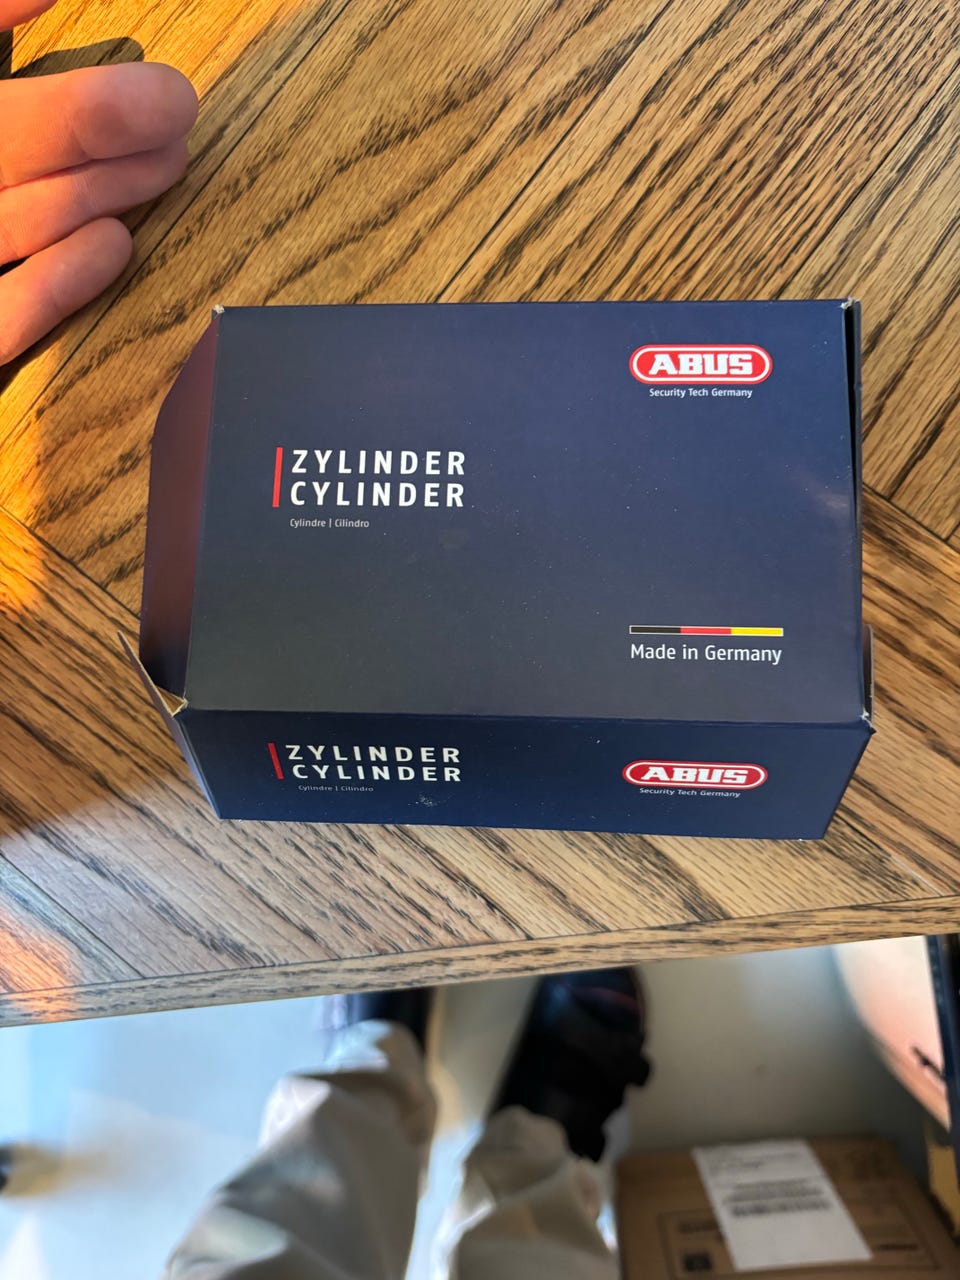 ABUS
Security Tech Germany
ZYLINDER
CYLINDER
Cylindre | Cilindro
Made in Germany
ZYLINDER
CYLINDER
Cylindre | Cilindro
ABUS
Security Tech Germany